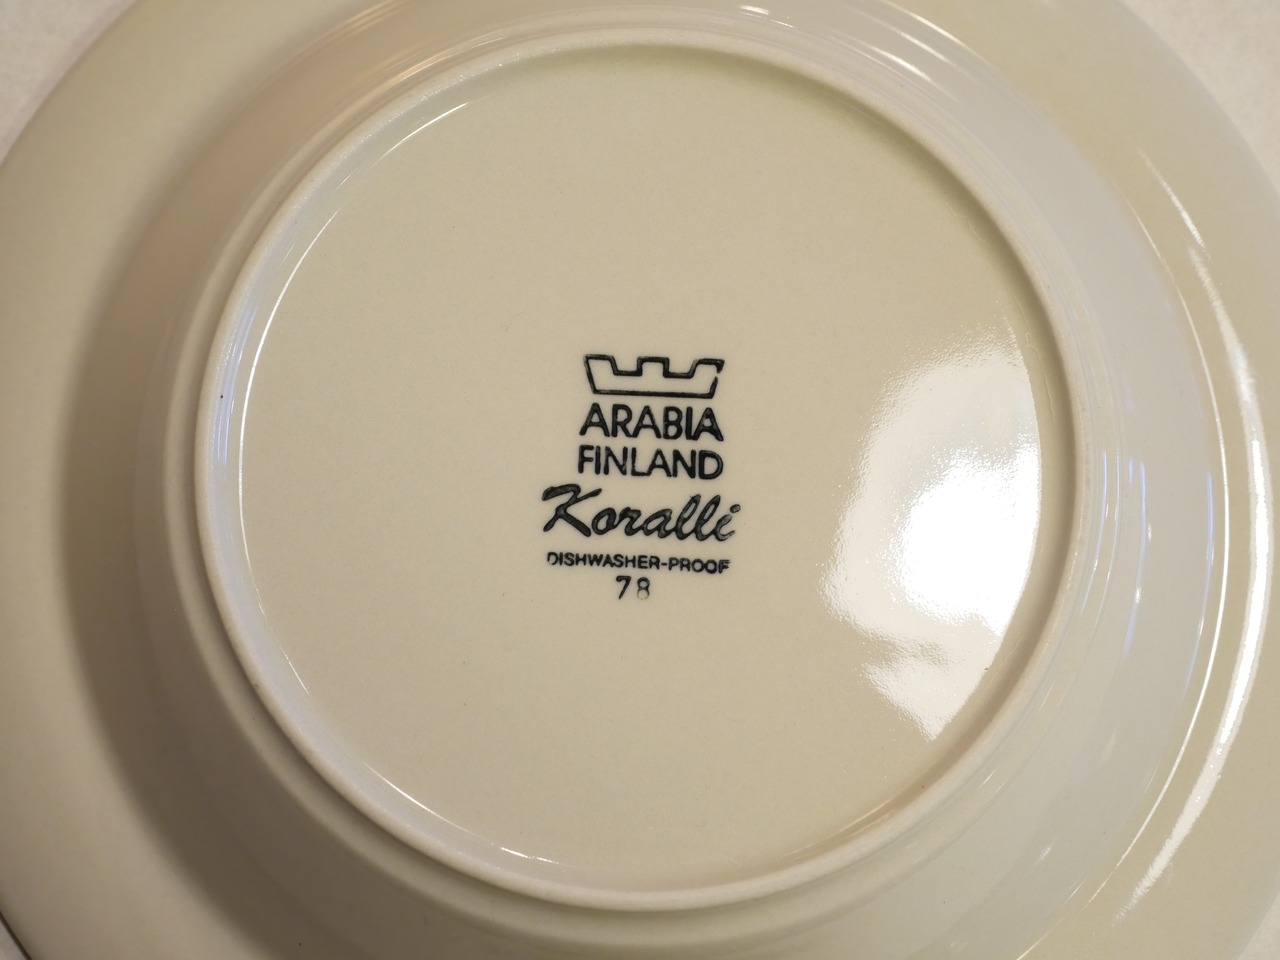 ARABIA
FINLAND
Koralli
DISHWASHER-PROOF
78